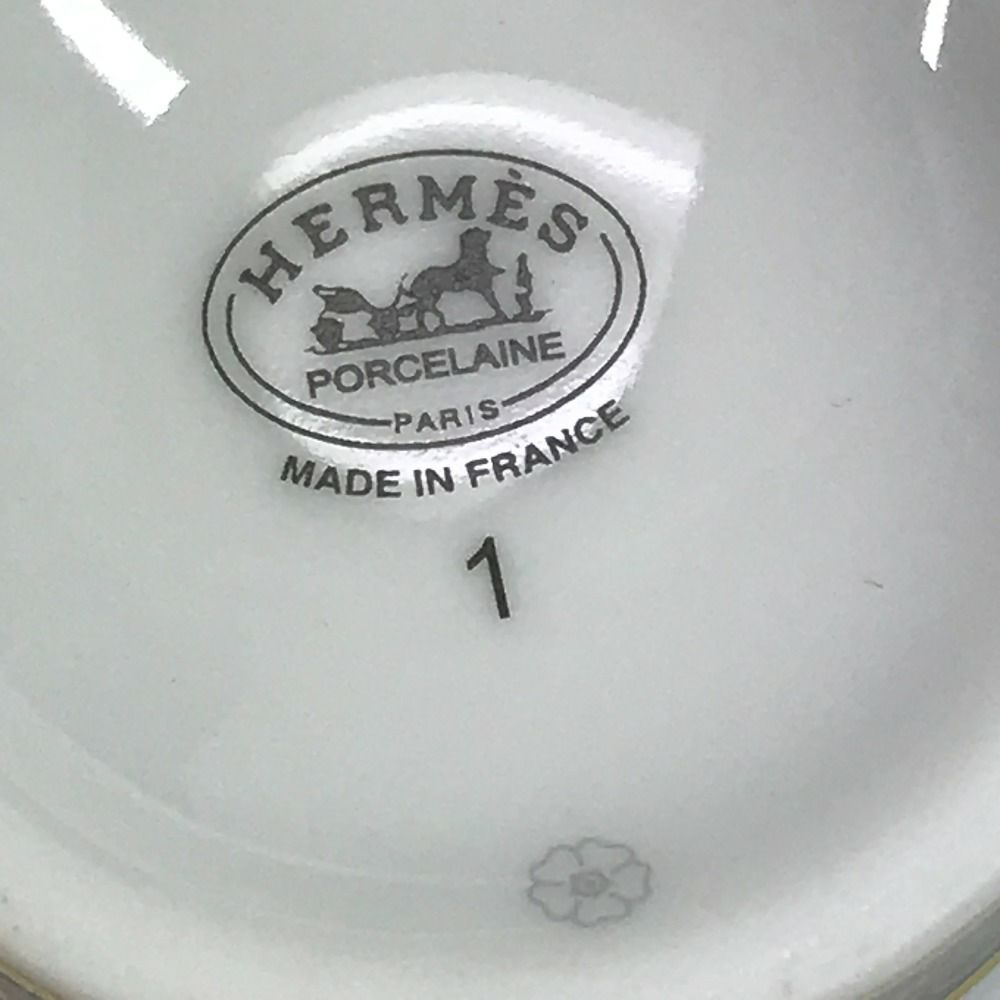 HERMÈS
PORCELAINE
PARIS
MADE IN FRANCE
1